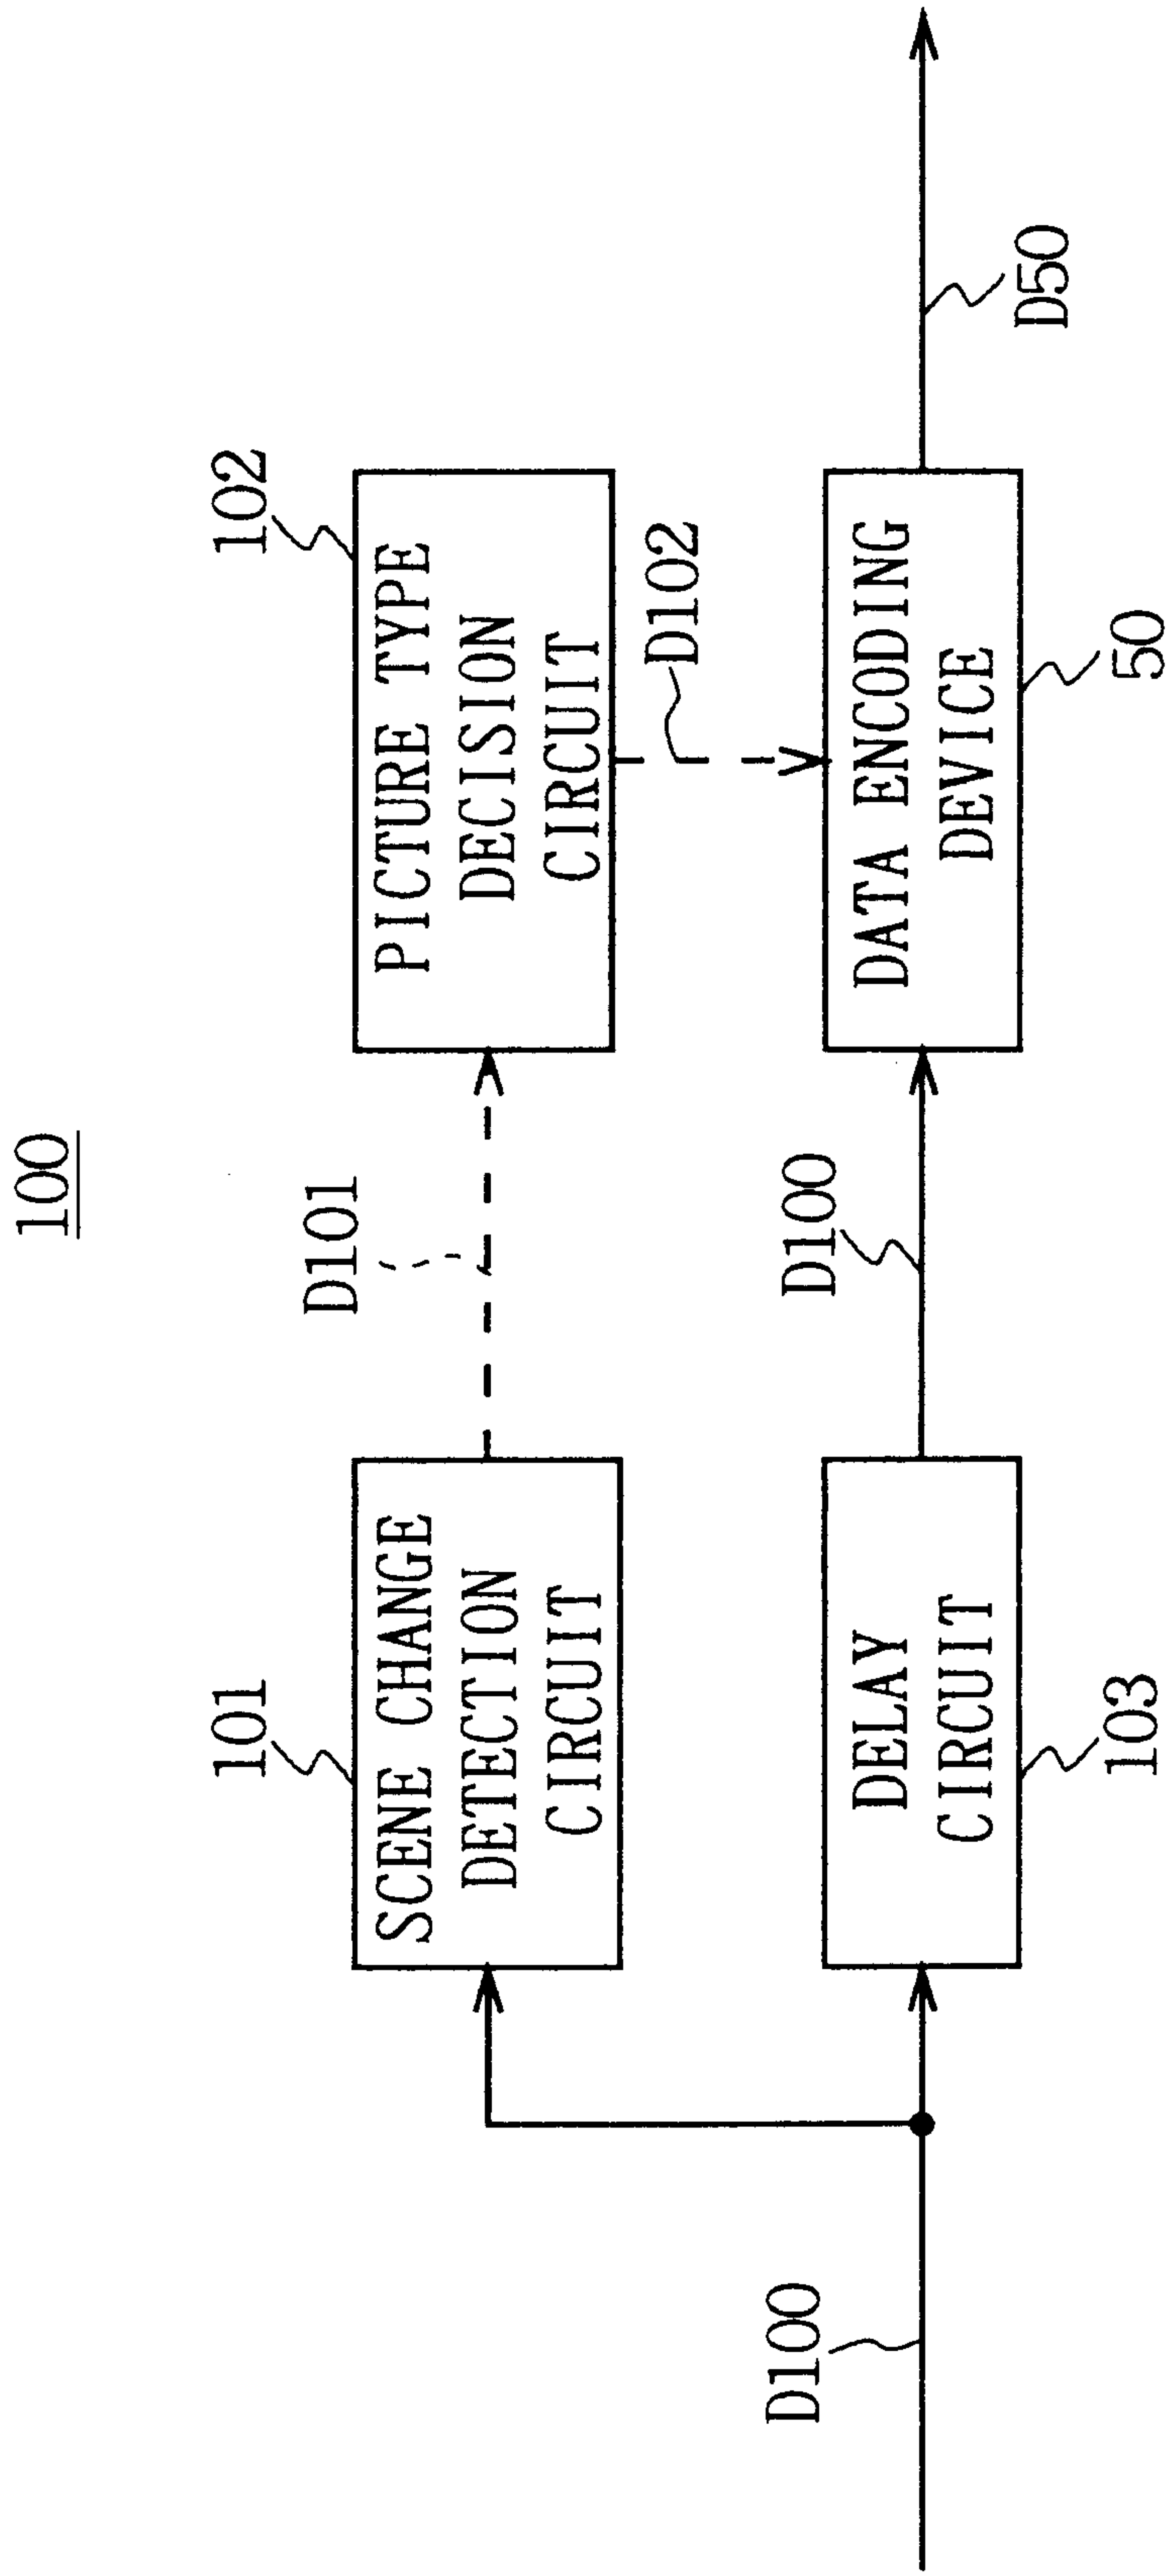 100
101
SCENE CHANGE
DETECTION
CIRCUIT
D101
102
PICTURE TYPE
DECISION
CIRCUIT
D102
D100
DELAY
CIRCUIT
103
D100
DATA ENCODING
DEVICE
50
D50